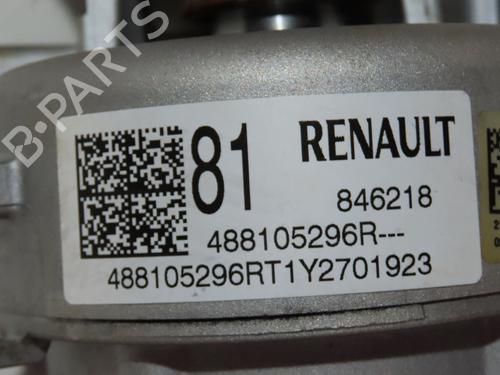 B-PARTS
81 RENAULT
846218
488105296R---
488105296RT1Y2701923